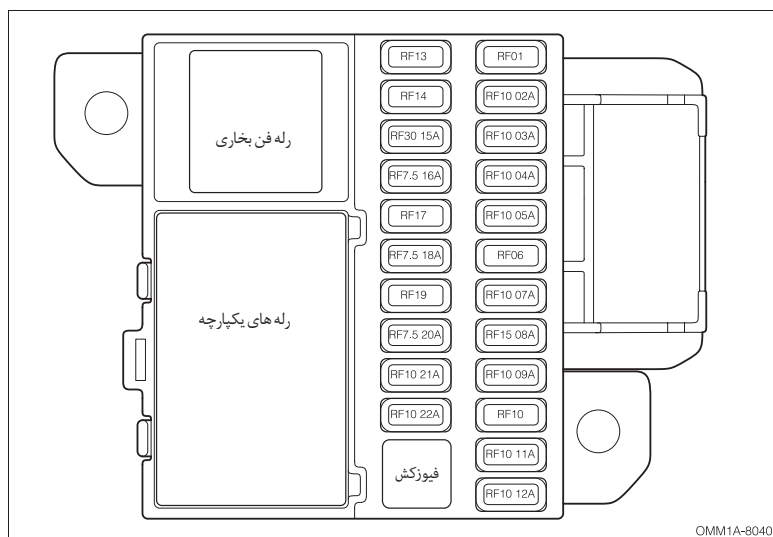 RF13
RF01
RF14
RF10 02A
رله فن بخاری
RF30 15A
RF10 03A
RF7.5 16A
RF10 04A
RF17
RF10 05A
RF7.5 18A
RF06
رله های یکپارچه
RF19
RF10 07A
RF7.5 20A
RF15 08A
RF10 21A
RF10 09A
RF10 22A
RF10
فیوزکش
RF10 11A
RF10 12A
OMM1A-8040